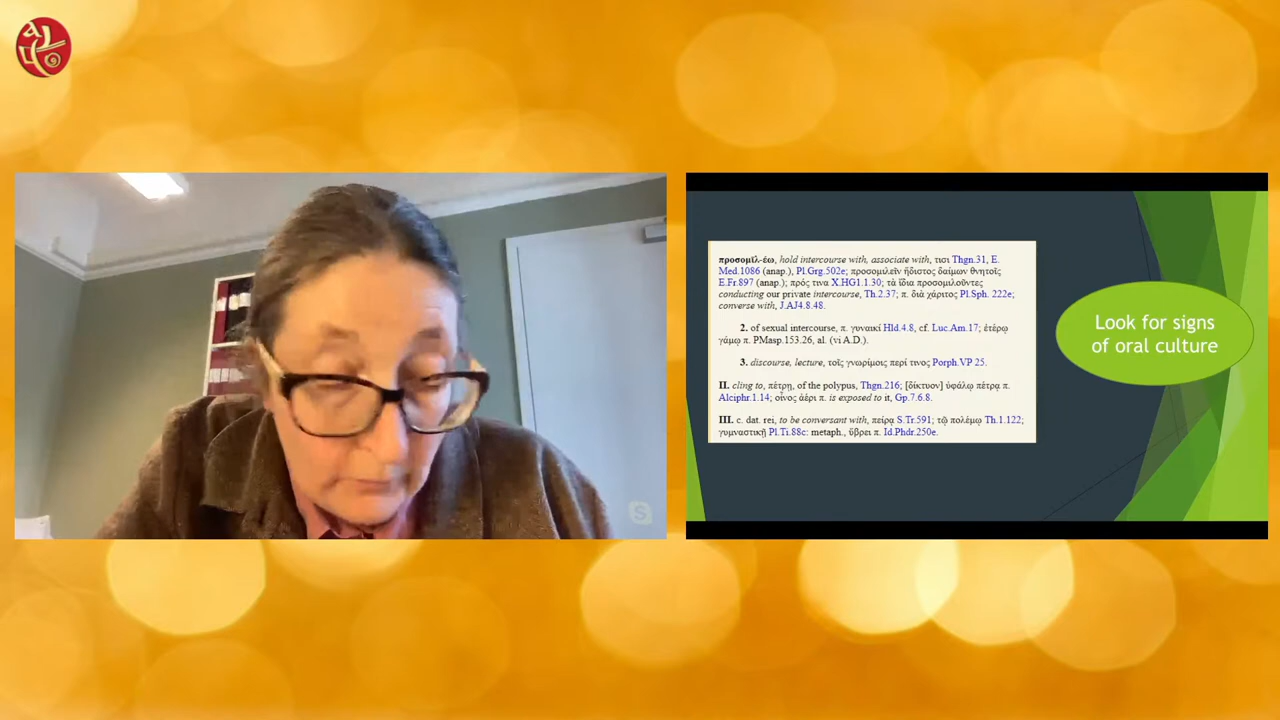 προσομῑλ-έω, hold intercourse with, associate with, τισι Thgn.31, E.
Med.1086 (anap.), Pl.Grg.502e; προσομιλεῖν ἥδιστος δαίμων θνητοῖς
E.Fr.897 (anap.); πρός τινα X.HG1.1.30; τὰ ἴδια προσομιλοῦντες
conducting our private intercourse, Th.2.37; π. διὰ χάριτος Pl.Sph. 222e;
converse with, J.AJ4.8.48.
2. of sexual intercourse, π. γυναικί Hld.4.8, cf. Luc.Am.17; ἑτέρῳ
γάμῳ π. PMasp.153.26, al. (vi A.D.).
3. discourse, lecture, τοῖς γνωρίμοις περί τινος Porph.VP 25.
II. cling to, πέτρῃ, of the polypus, Thgn.216; [δίκτυον] ὑφάλῳ πέτρᾳ π.
Alciphr.1.14; οἶνος ἀέρι π. is exposed to it, Gp.7.6.8.
III. c. dat. rei, to be conversant with, πείρᾳ S.Tr.591; τῷ πολέμῳ Th.1.122;
γυμναστικῇ Pl.Ti.88c: metaph., ὕβρει π. Id.Phdr.250e.
Look for signs
of oral culture